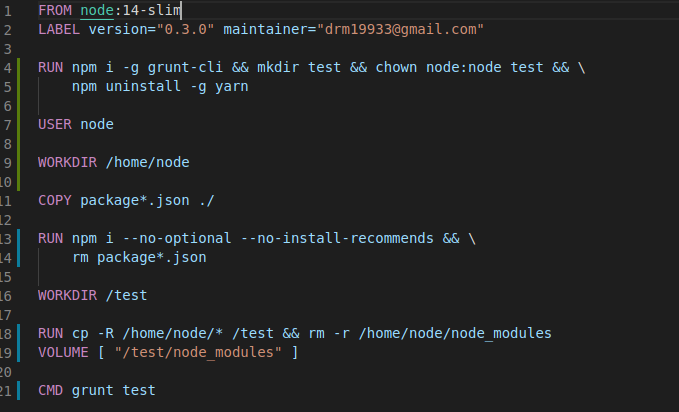 1 FROM node:14-slim
2 LABEL version="0.3.0" maintainer="drm19933@gmail.com"
3
4 RUN npm i -g grunt-cli && mkdir test && chown node:node test && \
5 npm uninstall -g yarn
6
7 USER node
8
9 WORKDIR /home/node
10
11 COPY package*.json ./
12
13 RUN npm i --no-optional --no-install-recommends && \
14 rm package*.json
15
16 WORKDIR /test
17
18 RUN cp -R /home/node/* /test && rm -r /home/node/node_modules
19 VOLUME [ "/test/node_modules" ]
20
21 CMD grunt test